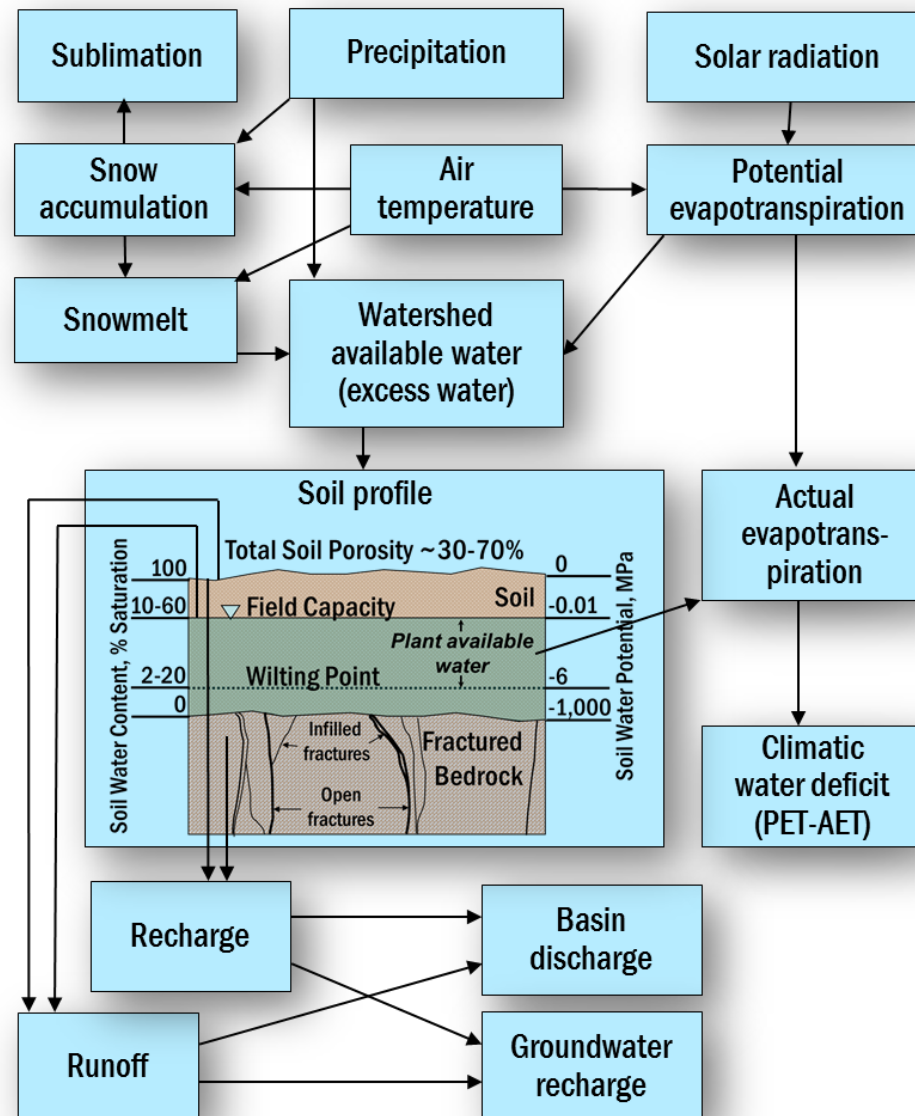 Sublimation
Precipitation
Solar radiation
Snow
accumulation
Air
temperature
Potential
evapotranspiration
Snowmelt
Watershed
available water
(excess water)
Soil profile
Actual
evapotrans-
piration
Total Soil Porosity ~30-70%
Soil Water Content, % Saturation
100
10-60
2-20
0
Field Capacity
Soil
Plant available
water
Wilting Point
Infilled
fractures
Fractured
Bedrock
Open
fractures
0
-0.01
-6
-1,000
Soil Water Potential, MPa
Climatic
water deficit
(PET-AET)
Recharge
Basin
discharge
Runoff
Groundwater
recharge